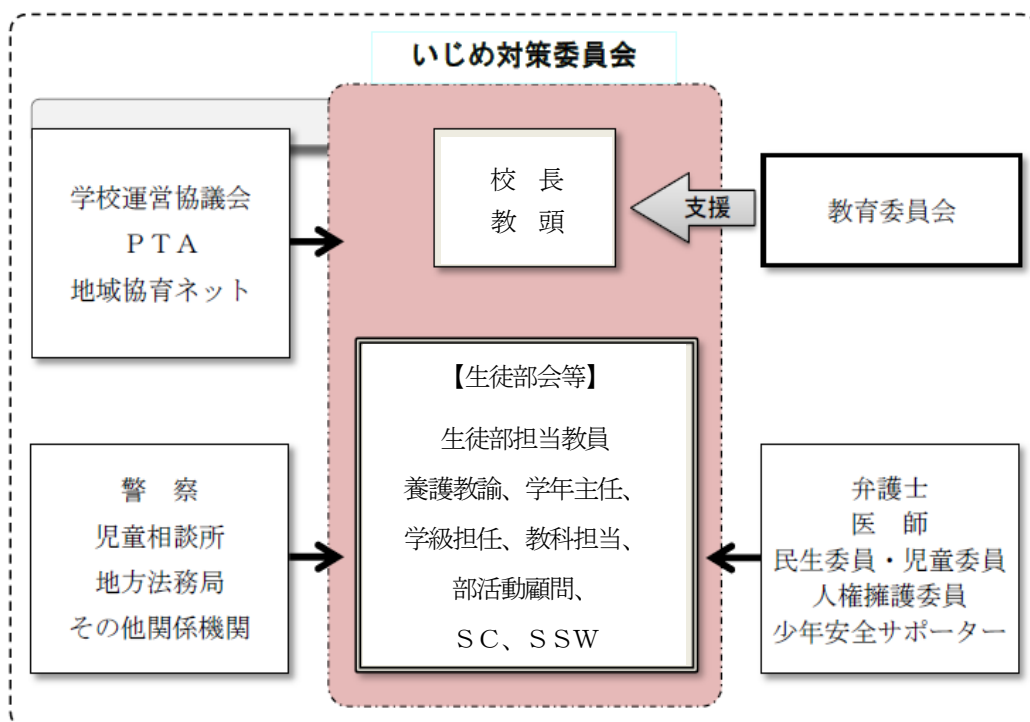 いじめ対策委員会
学校運営協議会
ＰＴＡ
地域協育ネット
校　長
教　頭
支援
教育委員会
【生徒部会等】
生徒部担当教員
養護教諭、学年主任、
学級担任、教科担当、
部活動顧問、
ＳＣ、ＳＳＷ
警　察
児童相談所
地方法務局
その他関係機関
弁護士
医　師
民生委員・児童委員
人権擁護委員
少年安全サポーター